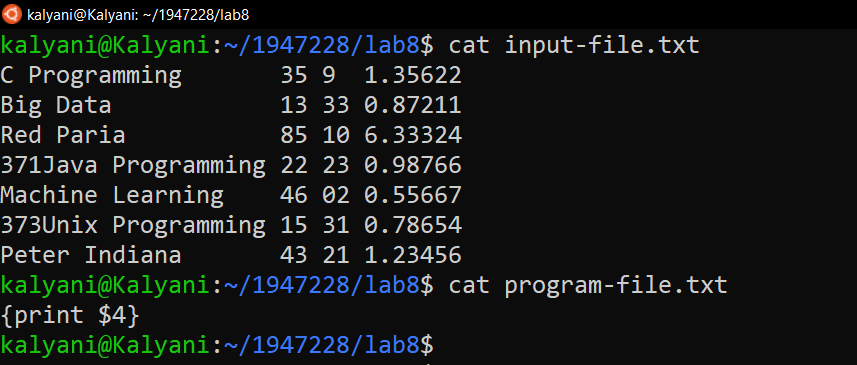 kalyani@Kalyani: ~/1947228/lab8
kalyani@Kalyani:~/1947228/lab8$ cat input-file.txt
C Programming       35 9  1.35622
Big Data            13 33 0.87211
Red Paria           85 10 6.33324
371Java Programming 22 23 0.98766
Machine Learning    46 02 0.55667
373Unix Programming 15 31 0.78654
Peter Indiana       43 21 1.23456
kalyani@Kalyani:~/1947228/lab8$ cat program-file.txt
{print $4}
kalyani@Kalyani:~/1947228/lab8$